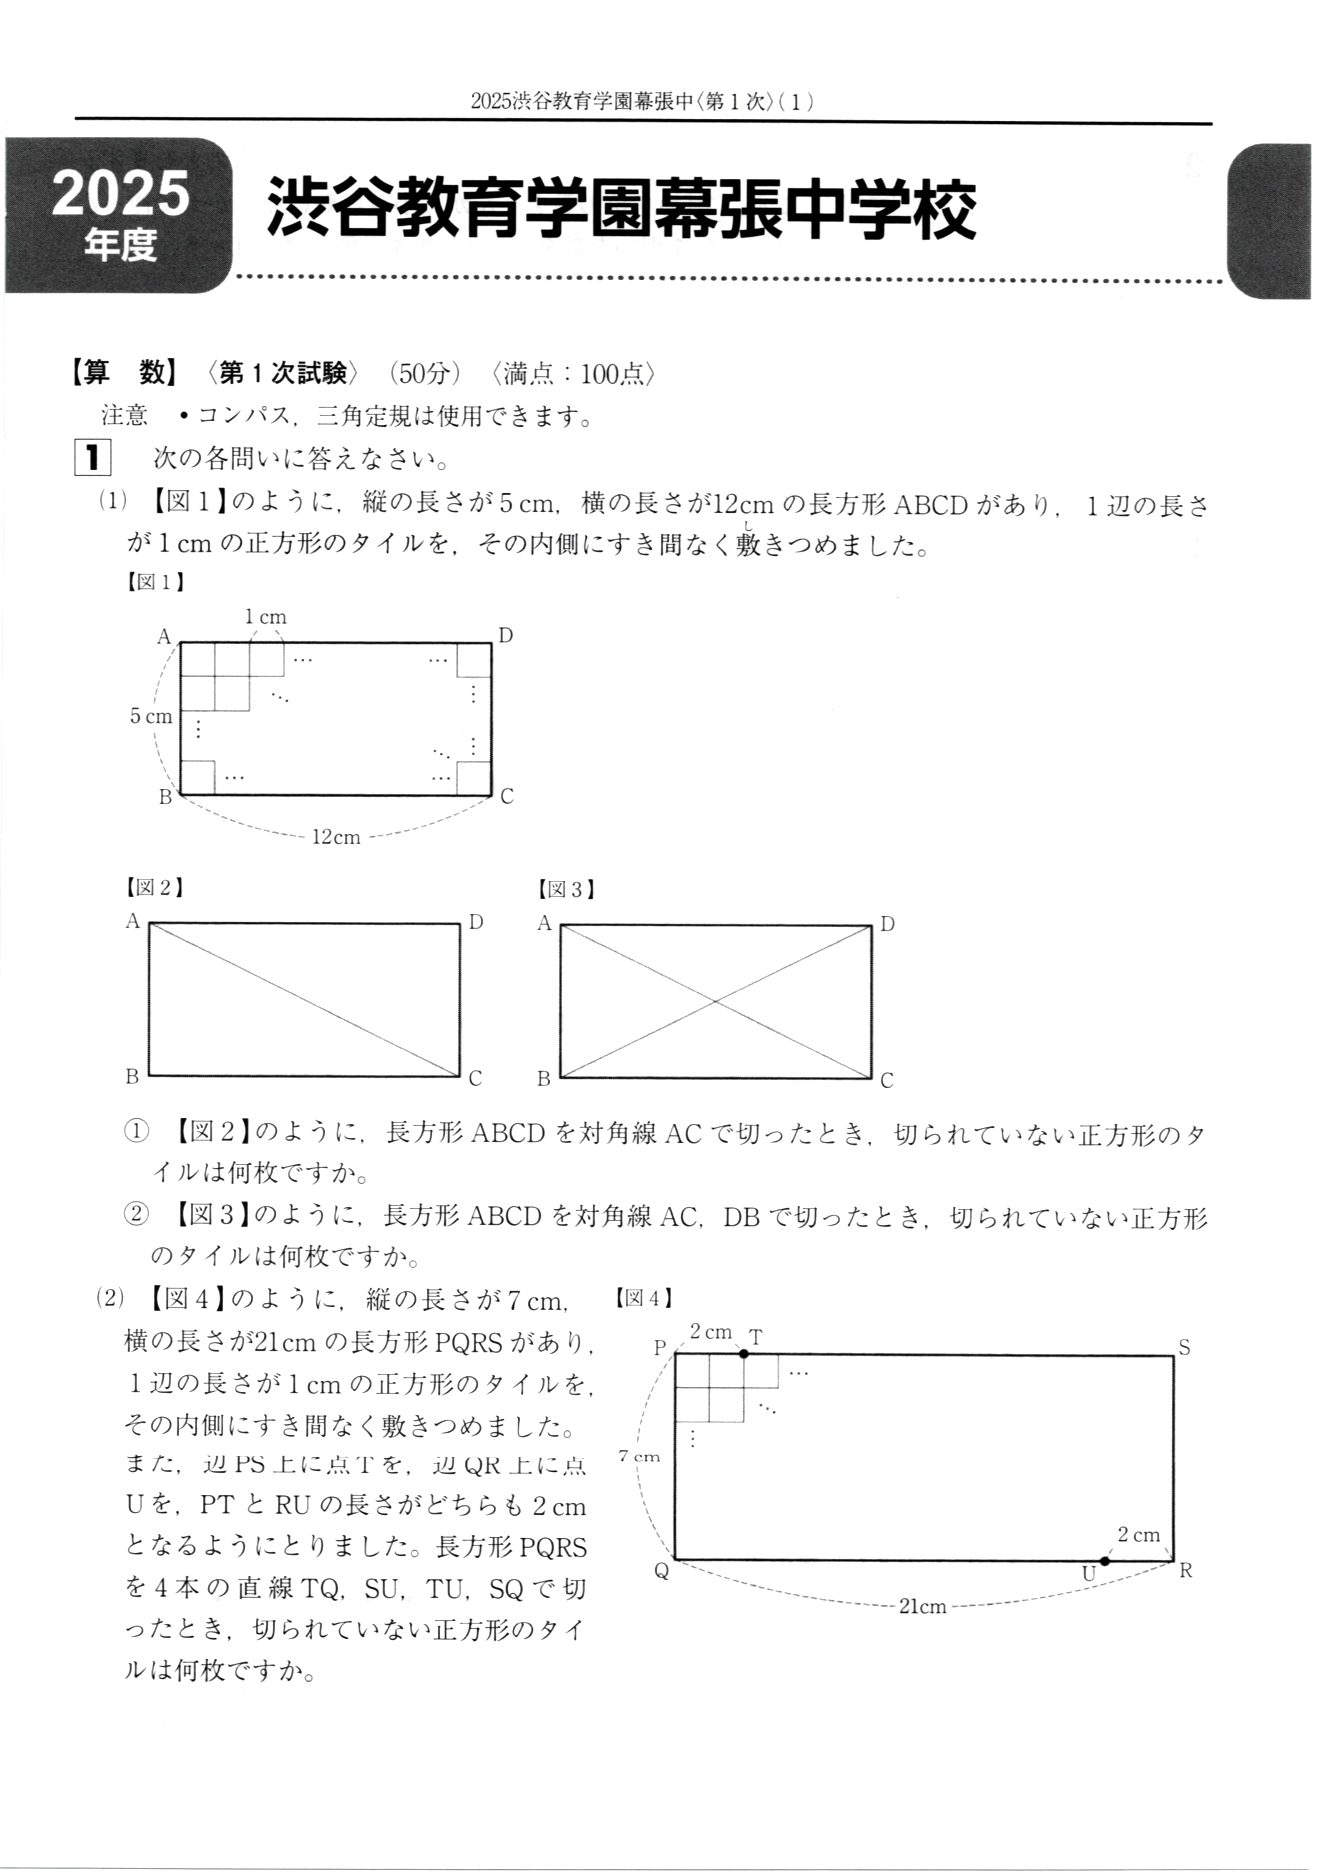 2025渋谷教育学園幕張中〈第1次〉(1)
2025
年度
渋谷教育学園幕張中学校
【算 数】〈第1次試験〉(50分)〈満点:100点〉
注意 •コンパス,三角定規は使用できます。
1 次の各問いに答えなさい。
(1) 【図1】のように,縦の長さが5cm,横の長さが12cmの長方形ABCDがあり,1辺の長さ
し
が1cmの正方形のタイルを,その内側にすき間なく敷きつめました。
【図1】
1cm
A
D
…
…
5cm
…
…
B
C
12cm
【図2】
【図3】
A
D
A
D
B
C
B
C
① 【図2】のように,長方形ABCDを対角線ACで切ったとき,切られていない正方形のタ
イルは何枚ですか。
② 【図3】のように,長方形ABCDを対角線AC,DBで切ったとき,切られていない正方形
のタイルは何枚ですか。
(2) 【図4】のように,縦の長さが7cm,
横の長さが21cmの長方形PQRSがあり,
1辺の長さが1cmの正方形のタイルを,
その内側にすき間なく敷きつめました。
また,辺PS上に点Tを,辺QR上に点
Uを,PTとRUの長さがどちらも2cm
となるようにとりました。長方形PQRS
を4本の直線TQ,SU,TU,SQで切
ったとき,切られていない正方形のタイ
ルは何枚ですか。
【図4】
2cm
T
P
S
…
7cm
2cm
Q
U
R
21cm